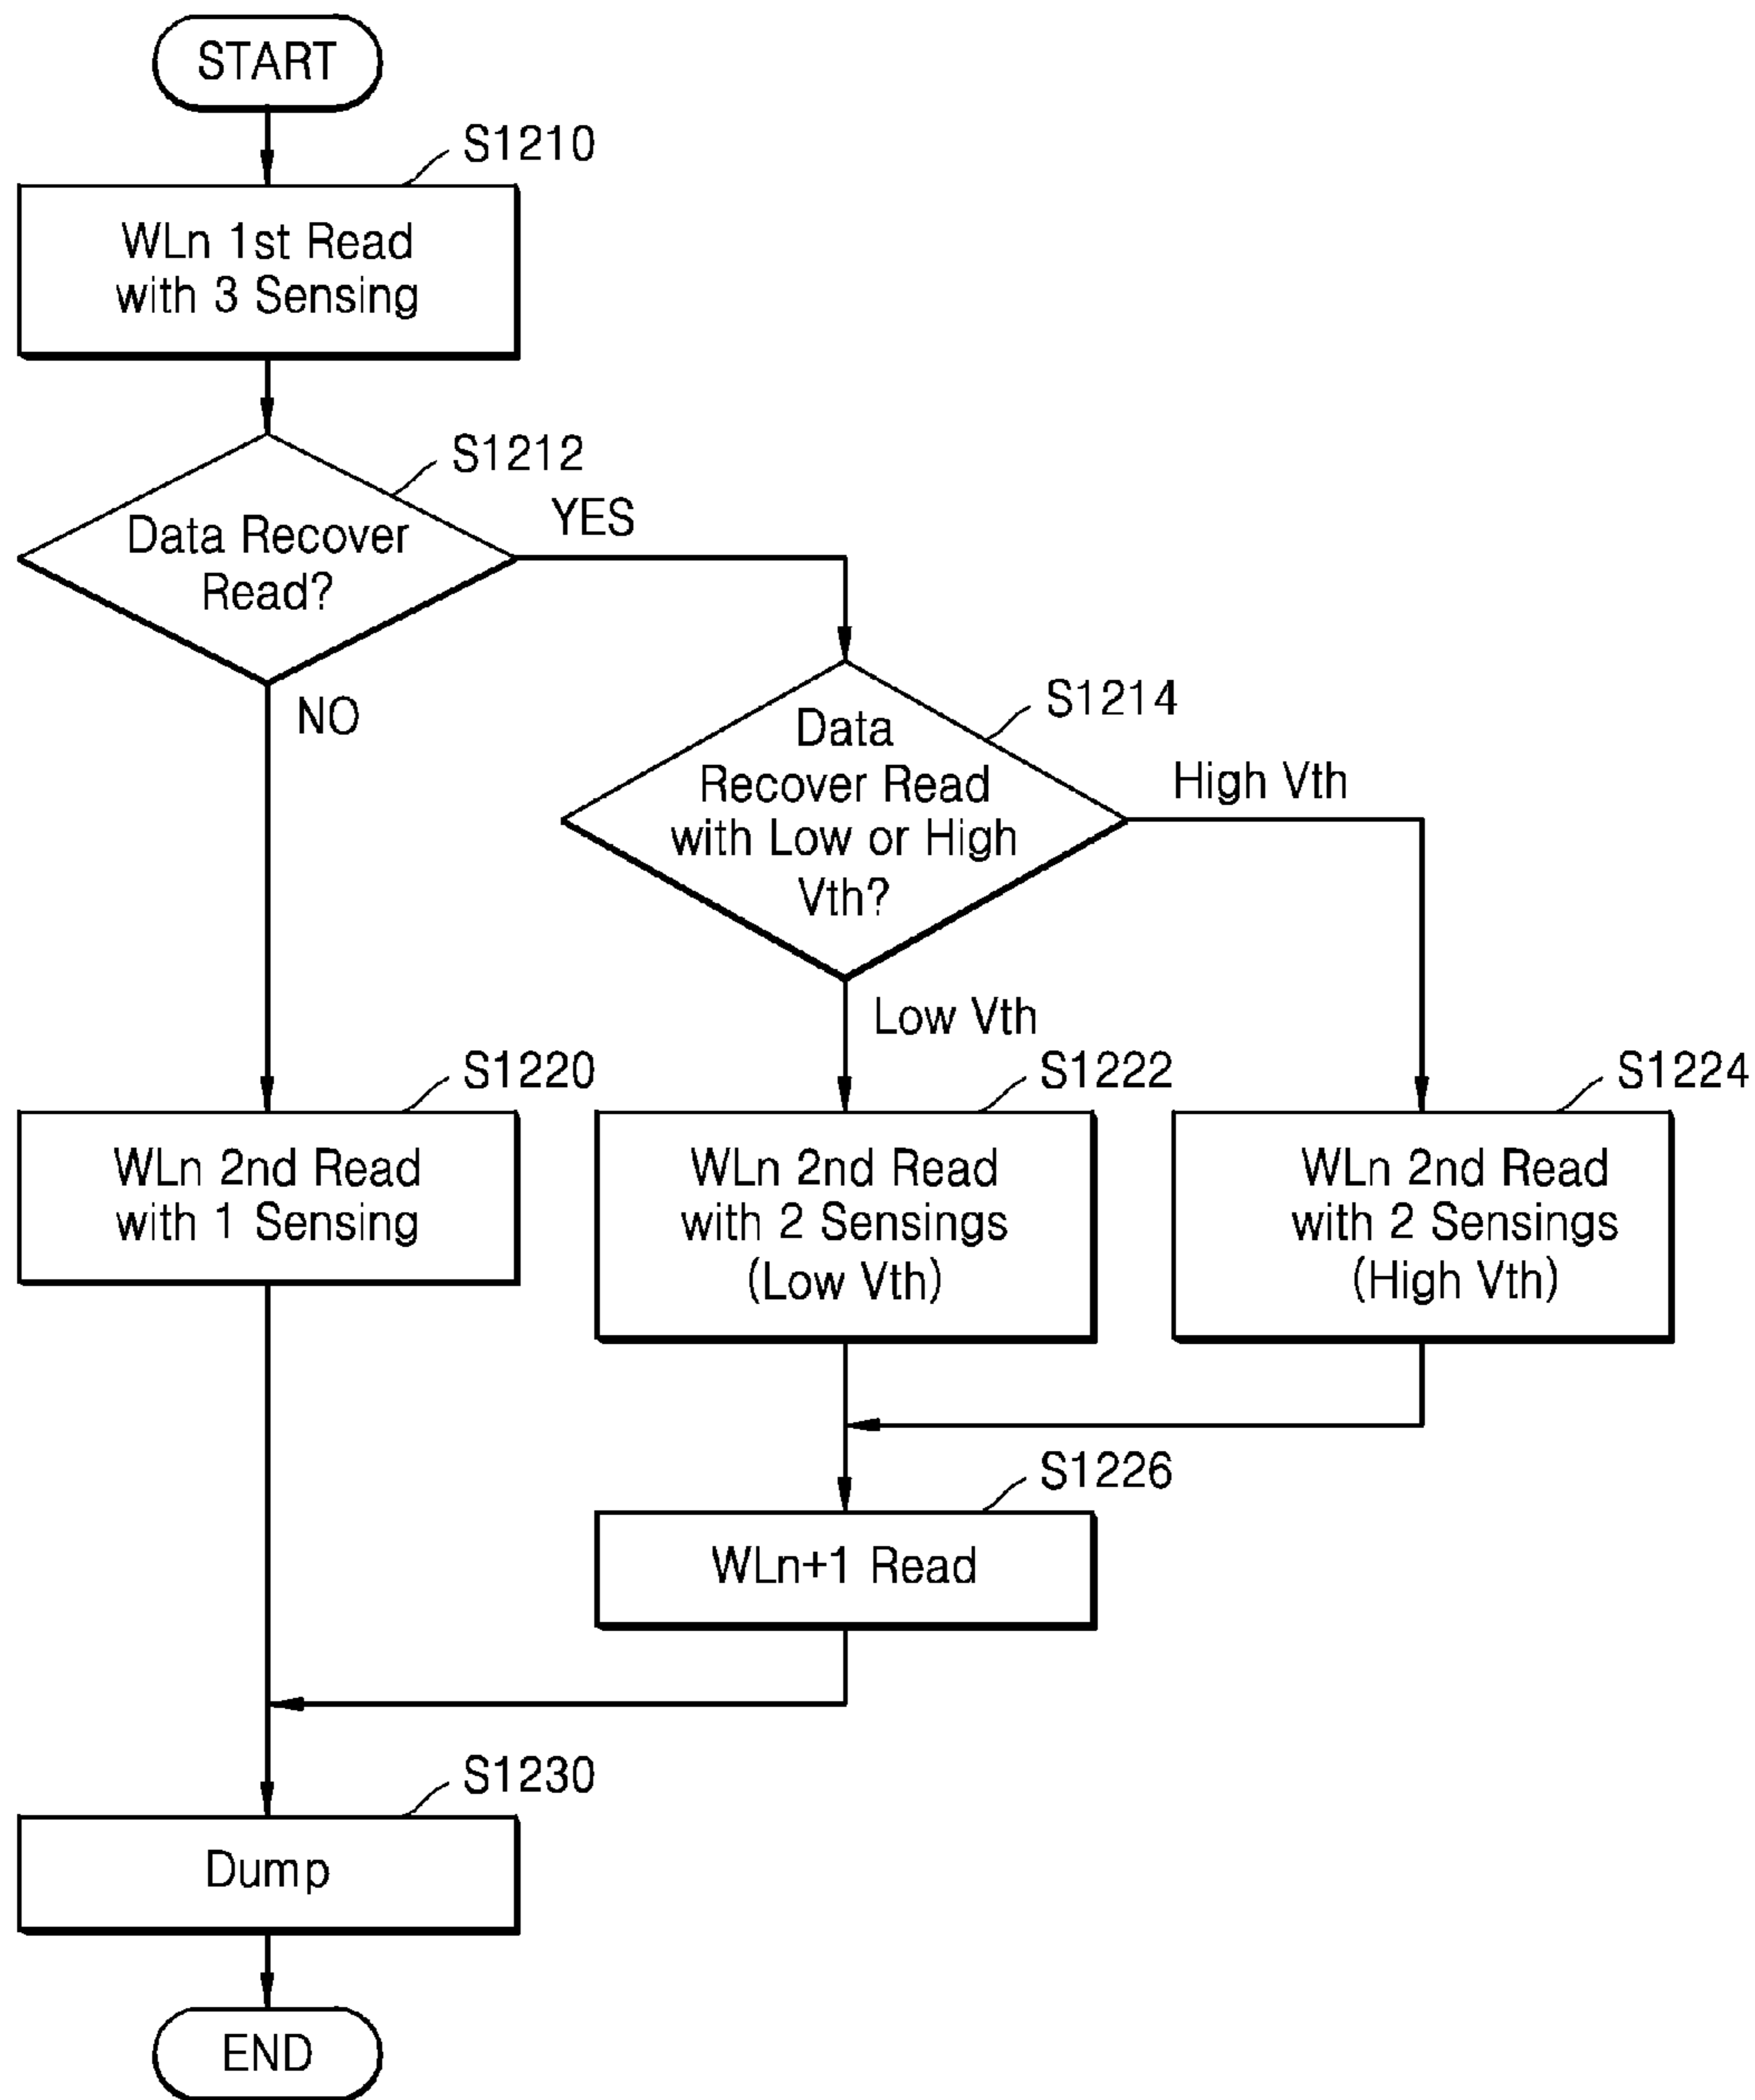 START
S1210
WLn 1st Read
with 3 Sensing
S1212
Data Recover
Read?
YES
NO
S1214
Data
Recover Read
with Low or High
Vth?
High Vth
Low Vth
S1220
WLn 2nd Read
with 1 Sensing
S1222
WLn 2nd Read
with 2 Sensings
(Low Vth)
S1224
WLn 2nd Read
with 2 Sensings
(High Vth)
S1226
WLn+1 Read
S1230
Dump
END